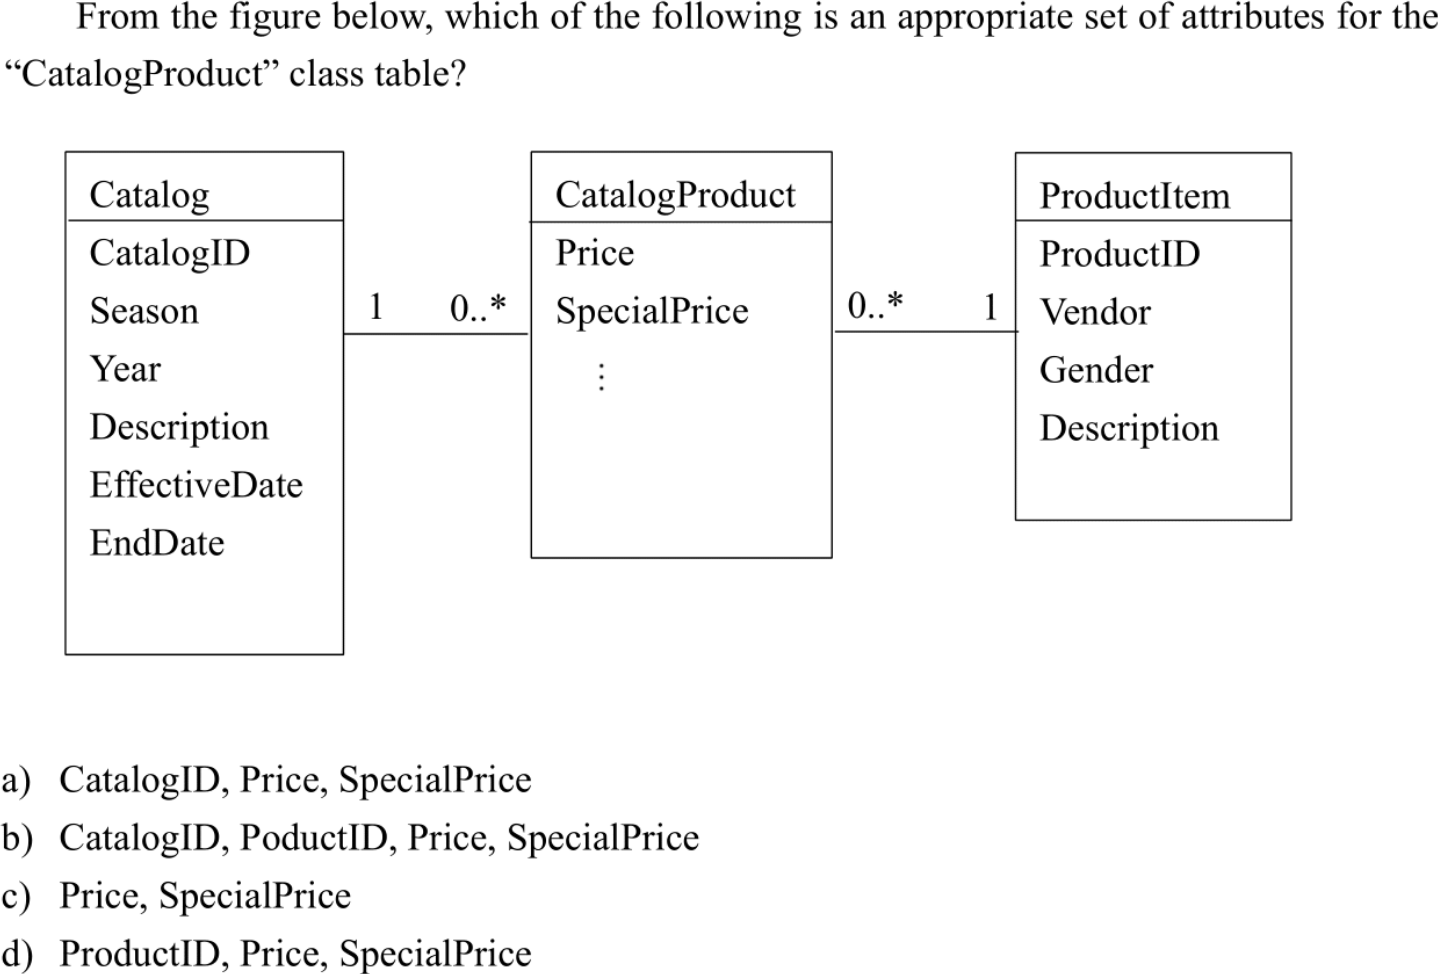 From the figure below, which of the following is an appropriate set of attributes for the
“CatalogProduct” class table?
Catalog
CatalogID
Season
Year
Description
EffectiveDate
EndDate
1 0..*
CatalogProduct
Price
SpecialPrice
⋮
0..* 1
ProductItem
ProductID
Vendor
Gender
Description
a) CatalogID, Price, SpecialPrice
b) CatalogID, PoductID, Price, SpecialPrice
c) Price, SpecialPrice
d) ProductID, Price, SpecialPrice